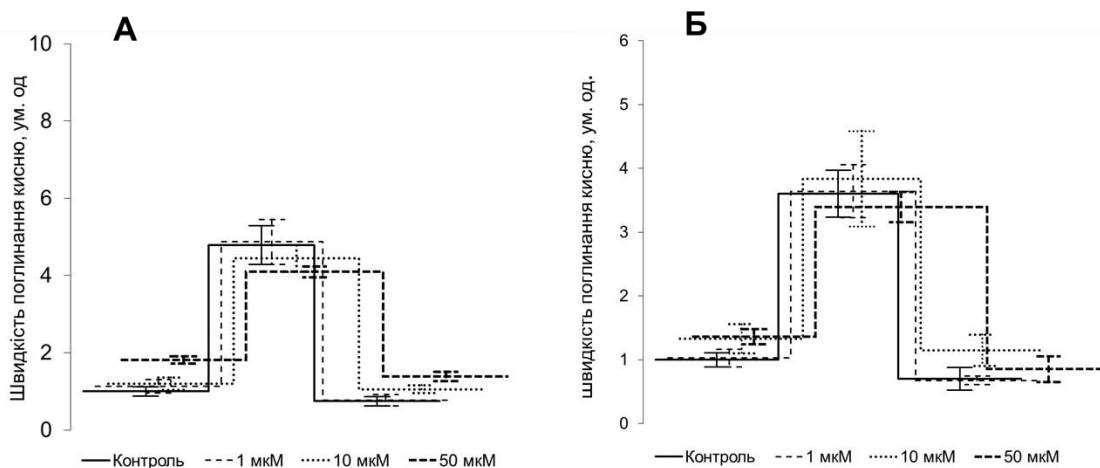 А
Швидкість поглинання кисню, ум. од
10
8
6
4
2
0
Контроль 1 мкМ 10 мкМ 50 мкМ
Б
швидкість поглинання кисню, ум. од.
6
5
4
3
2
1
0
Контроль 1 мкМ 10 мкМ 50 мкМ